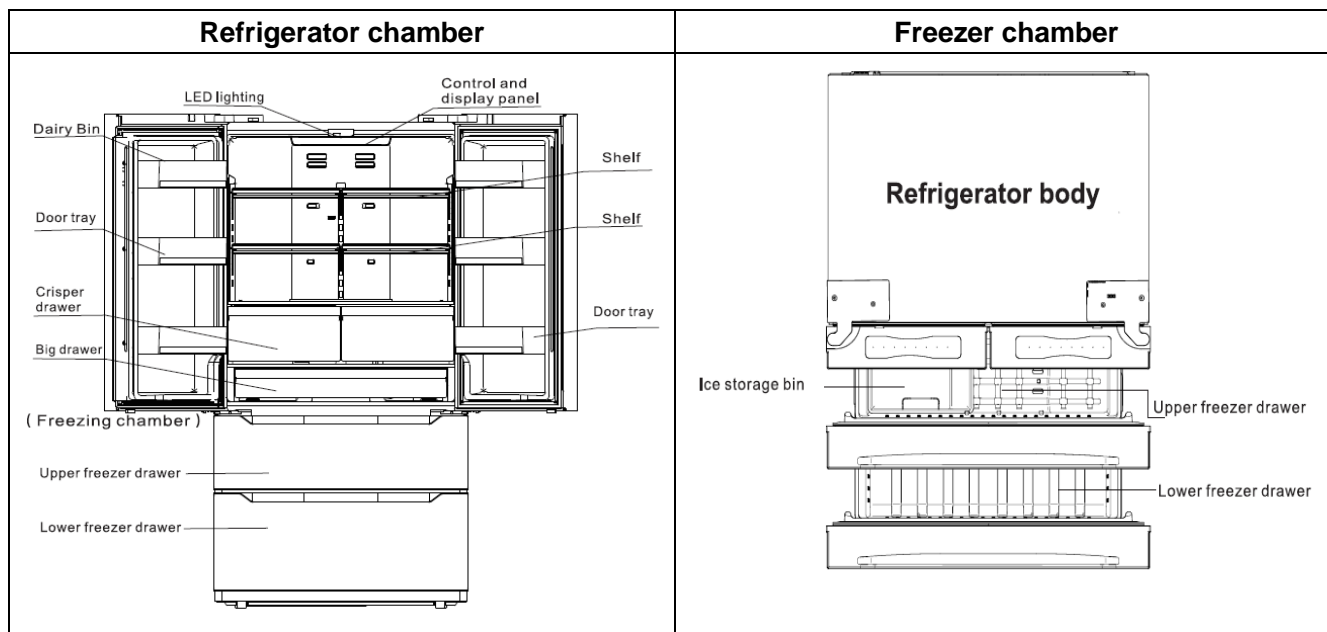 Refrigerator chamber
Freezer chamber
LED lighting
Control and
display panel
Dairy Bin
Shelf
Door tray
Shelf
Crisper
drawer
Door tray
Big drawer
( Freezing chamber )
Upper freezer drawer
Lower freezer drawer
Refrigerator body
Ice storage bin
Upper freezer drawer
Lower freezer drawer